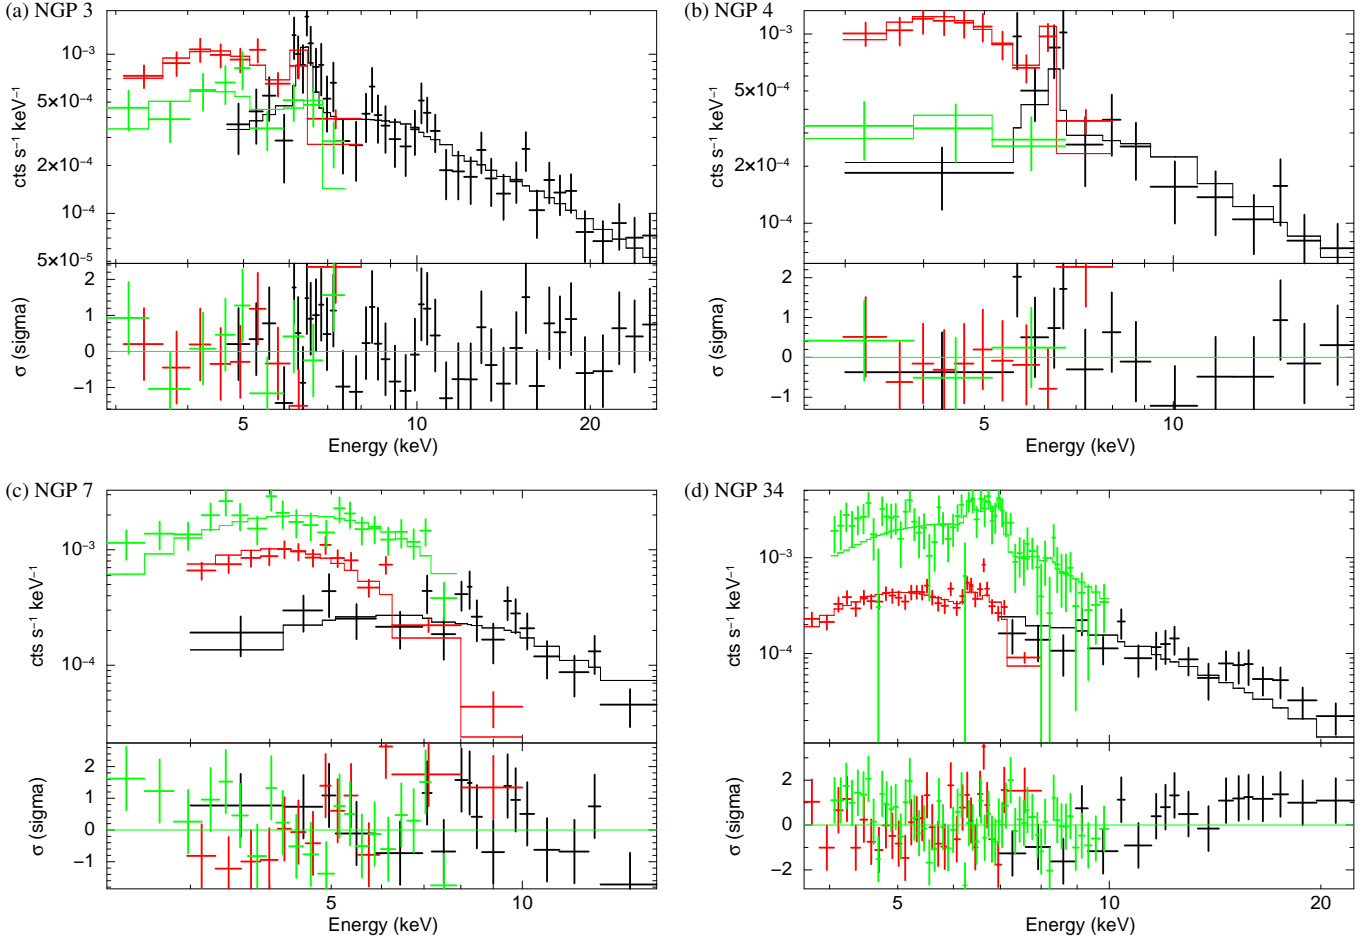 (a) NGP 3
10⁻³
5×10⁻⁴
2×10⁻⁴
10⁻⁴
5×10⁻⁵
cts s⁻¹ keV⁻¹
2
1
0
−1
σ (sigma)
5
10
20
Energy (keV)
(b) NGP 4
10⁻³
5×10⁻⁴
2×10⁻⁴
10⁻⁴
cts s⁻¹ keV⁻¹
2
1
0
−1
σ (sigma)
5
10
Energy (keV)
(c) NGP 7
10⁻³
10⁻⁴
cts s⁻¹ keV⁻¹
2
1
0
−1
σ (sigma)
5
10
Energy (keV)
(d) NGP 34
10⁻³
10⁻⁴
cts s⁻¹ keV⁻¹
2
0
−2
σ (sigma)
5
10
20
Energy (keV)